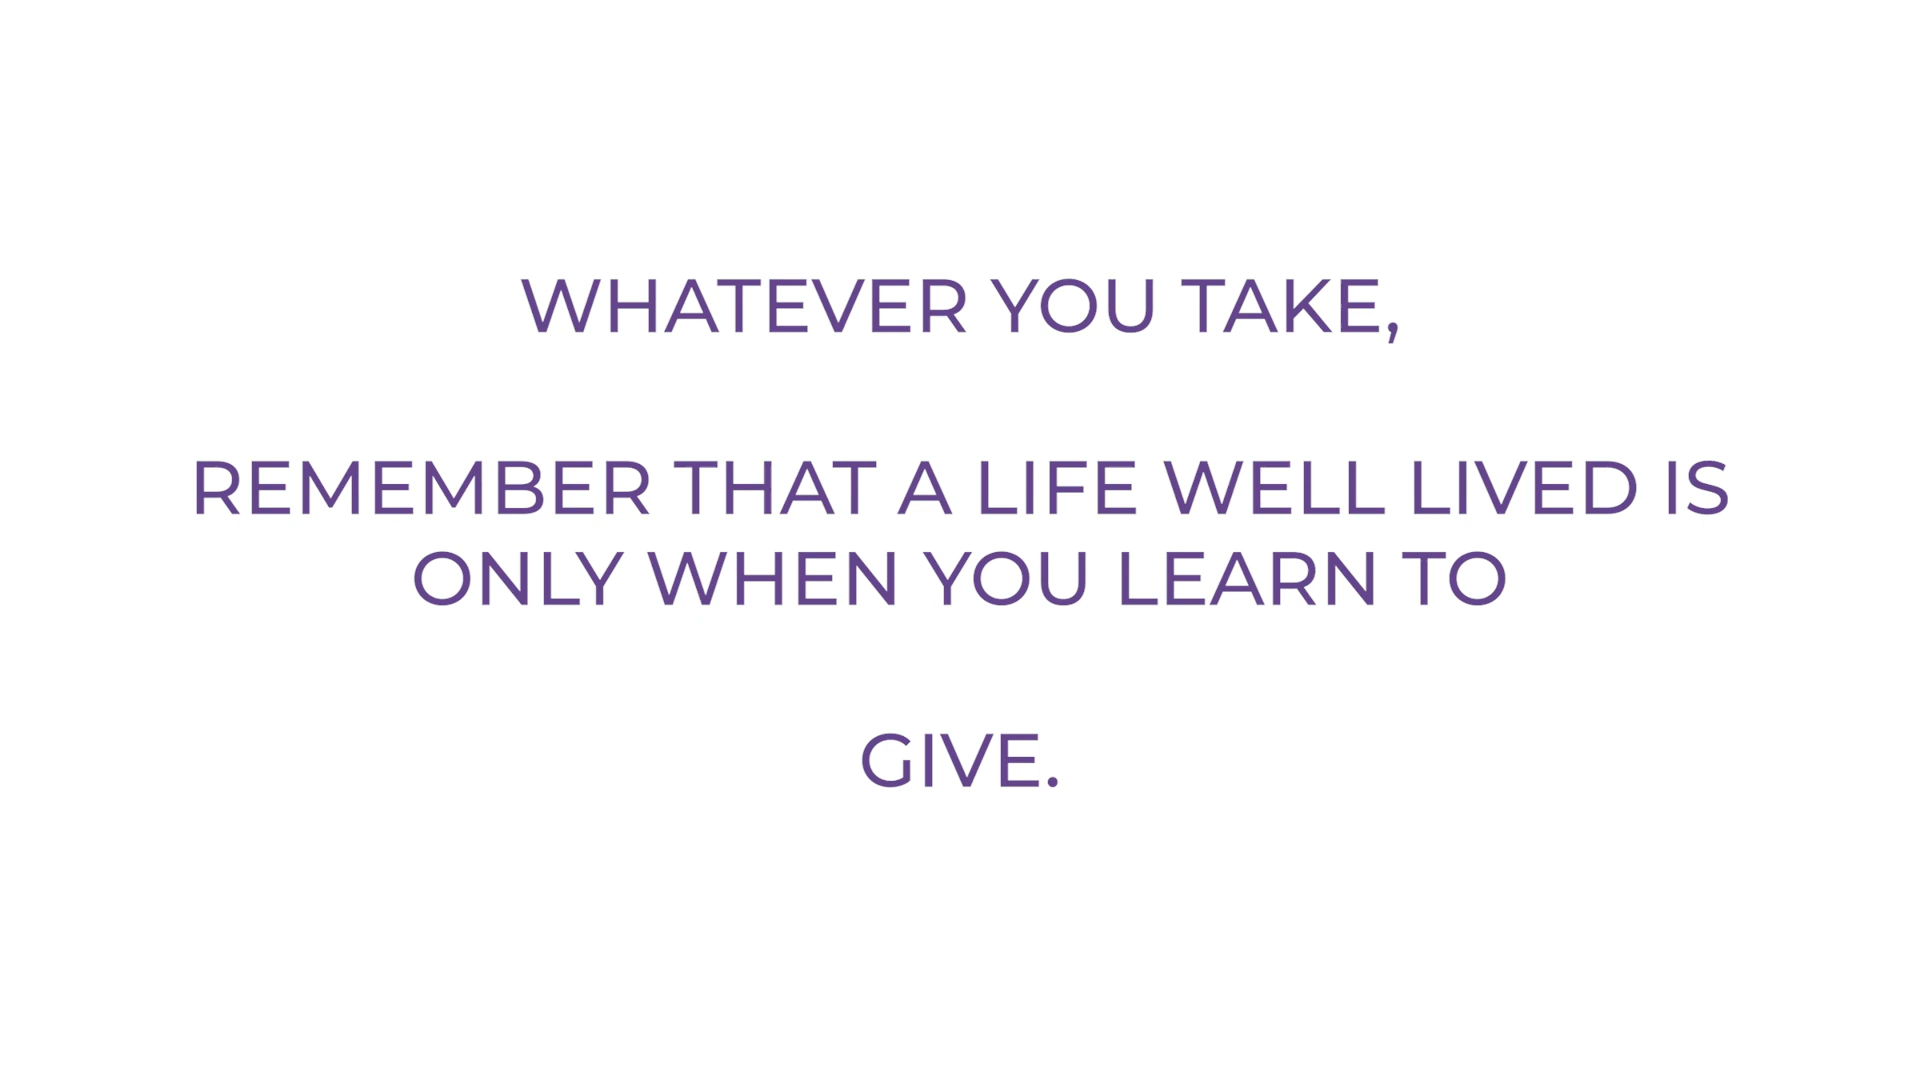 WHATEVER YOU TAKE,
REMEMBER THAT A LIFE WELL LIVED IS
ONLY WHEN YOU LEARN TO
GIVE.